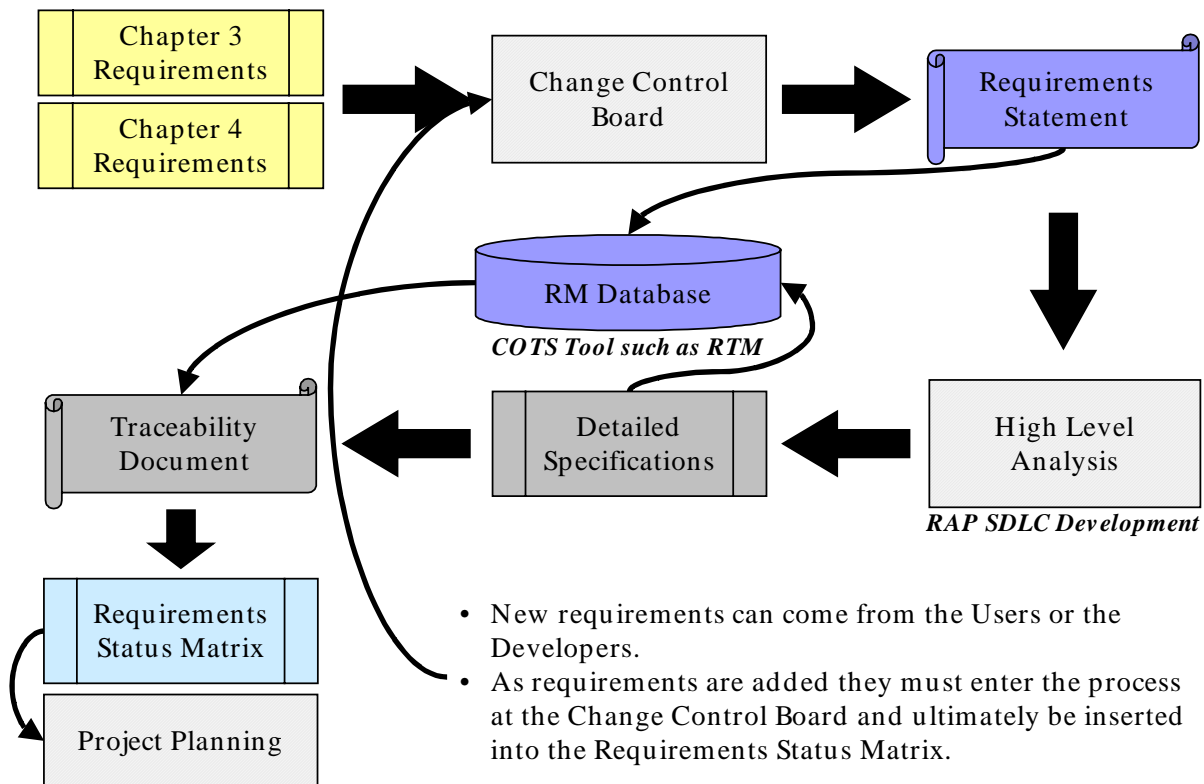 Chapter 3
Requirements
Chapter 4
Requirements
Change Control
Board
Requirements
Statement
RM Database
COTS Tool such as RTM
Traceability
Document
Detailed
Specifications
High Level
Analysis
RAP SDLC Development
Requirements
Status Matrix
Project Planning
• New requirements can come from the Users or the
Developers.
• As requirements are added they must enter the process
at the Change Control Board and ultimately be inserted
into the Requirements Status Matrix.